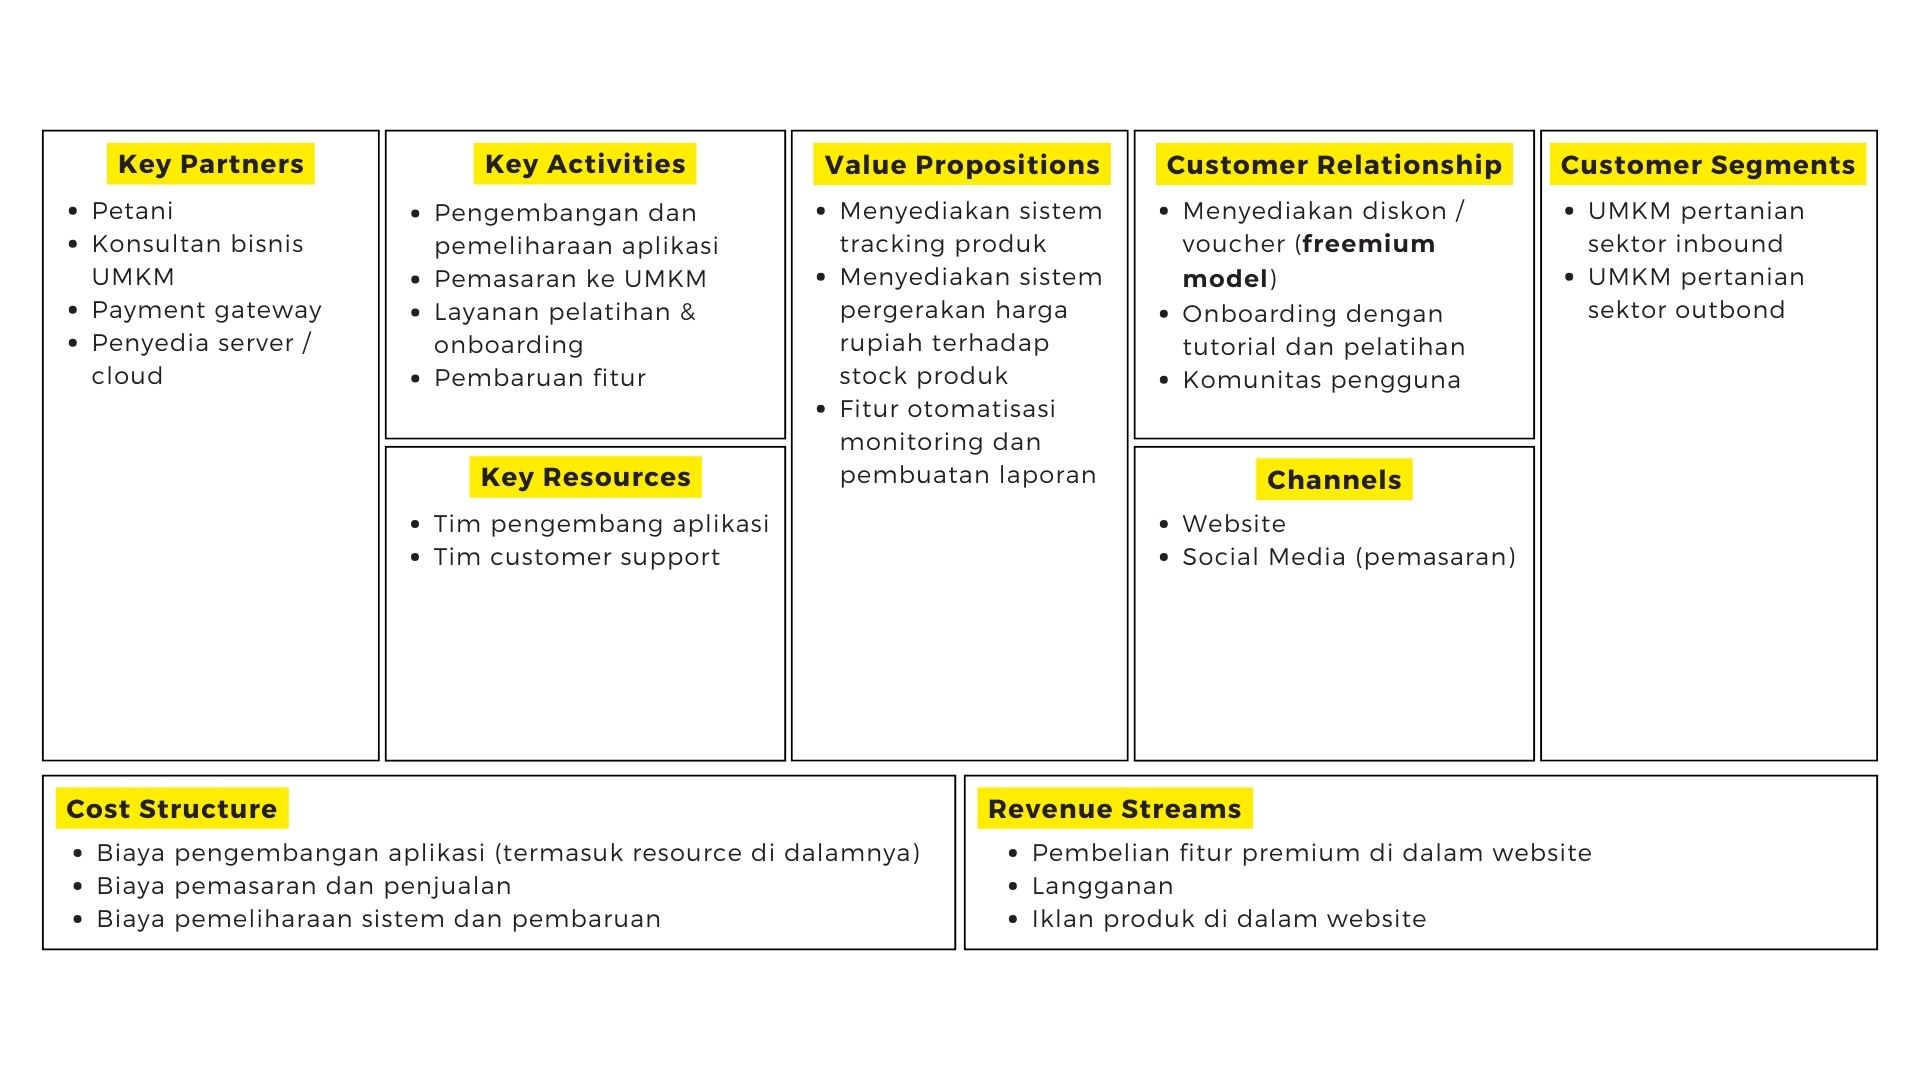 Key Partners
Petani
Konsultan bisnis
UMKM
Payment gateway
Penyedia server /
cloud
Key Activities
Pengembangan dan
pemeliharaan aplikasi
Pemasaran ke UMKM
Layanan pelatihan &
onboarding
Pembaruan fitur
Key Resources
Tim pengembang aplikasi
Tim customer support
Value Propositions
Menyediakan sistem
tracking produk
Menyediakan sistem
pergerakan harga
rupiah terhadap
stock produk
Fitur otomatisasi
monitoring dan
pembuatan laporan
Customer Relationship
Menyediakan diskon /
voucher (freemium
model)
Onboarding dengan
tutorial dan pelatihan
Komunitas pengguna
Channels
Website
Social Media (pemasaran)
Customer Segments
UMKM pertanian
sektor inbound
UMKM pertanian
sektor outbond
Cost Structure
Biaya pengembangan aplikasi (termasuk resource di dalamnya)
Biaya pemasaran dan penjualan
Biaya pemeliharaan sistem dan pembaruan
Revenue Streams
Pembelian fitur premium di dalam website
Langganan
Iklan produk di dalam website